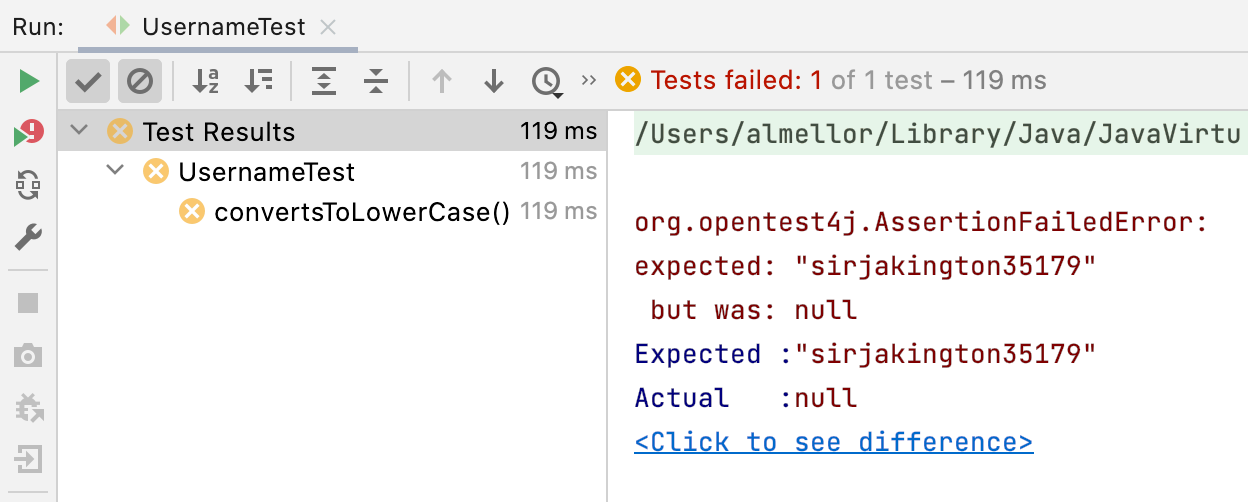 Run: UsernameTest
Tests failed: 1 of 1 test – 119 ms
Test Results 119 ms
UsernameTest 119 ms
convertsToLowerCase() 119 ms
/Users/almellor/Library/Java/JavaVirtu
org.opentest4j.AssertionFailedError:
expected: "sirjakington35179"
but was: null
Expected :"sirjakington35179"
Actual   :null
<Click to see difference>